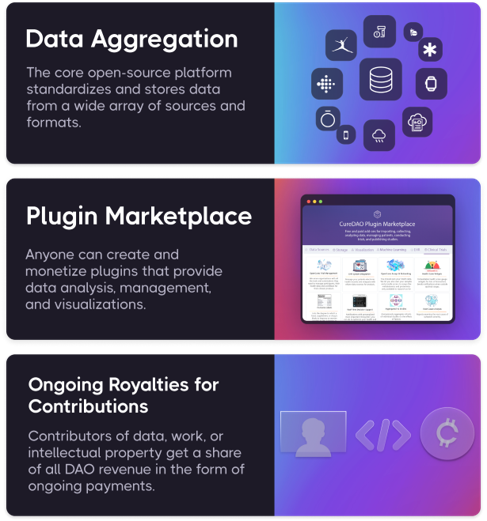 Data Aggregation
The core open-source platform
standardizes and stores data
from a wide array of sources and
formats.
Plugin Marketplace
Anyone can create and
monetize plugins that provide
data analysis, management,
and visualizations.
CureDAO Plugin Marketplace
Ongoing Royalties for
Contributions
Contributors of data, work, or
intellectual property get a share
of all DAO revenue in the form of
ongoing payments.